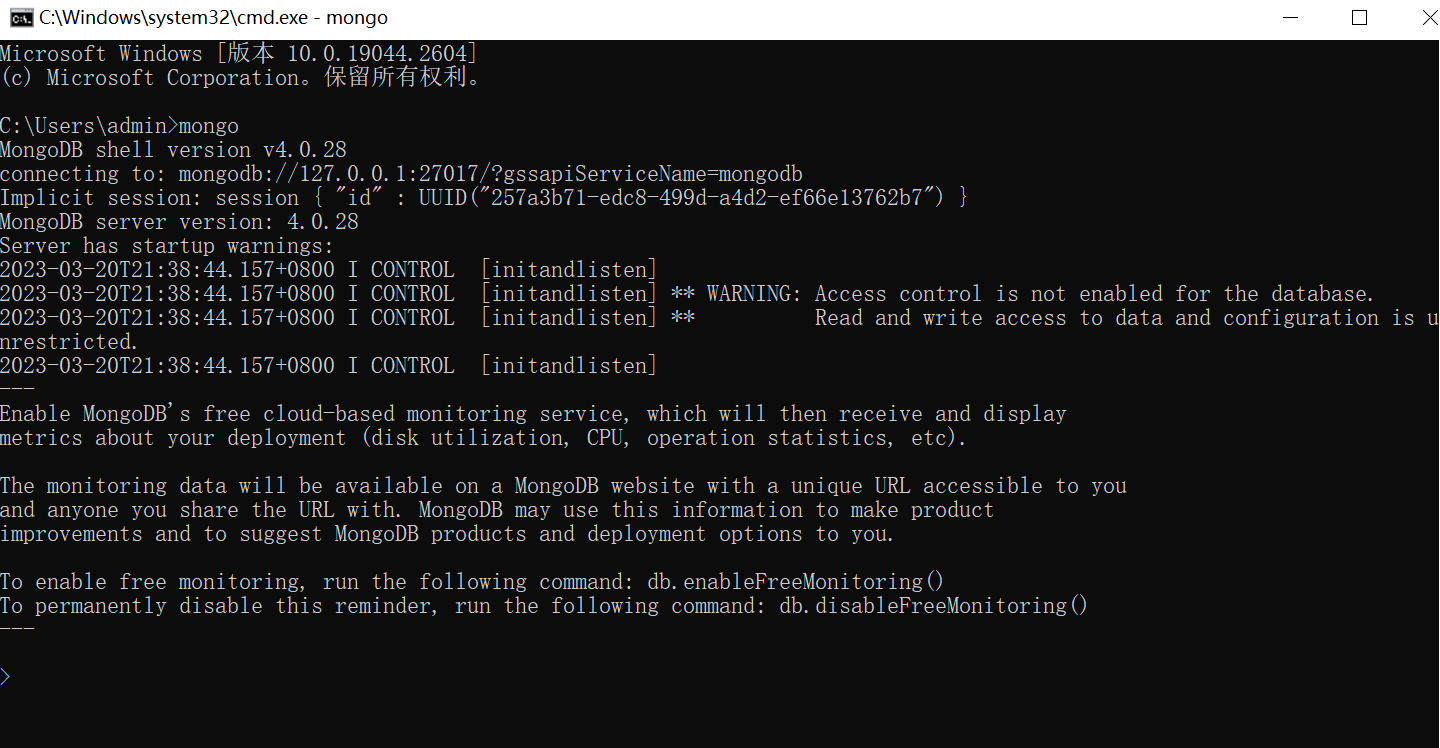 C:\Windows\system32\cmd.exe - mongo
Microsoft Windows [版本 10.0.19044.2604]
(c) Microsoft Corporation。保留所有权利。
C:\Users\admin>mongo
MongoDB shell version v4.0.28
connecting to: mongodb://127.0.0.1:27017/?gssapiServiceName=mongodb
Implicit session: session { "id" : UUID("257a3b71-edc8-499d-a4d2-ef66e13762b7") }
MongoDB server version: 4.0.28
Server has startup warnings:
2023-03-20T21:38:44.157+0800 I CONTROL  [initandlisten]
2023-03-20T21:38:44.157+0800 I CONTROL  [initandlisten] ** WARNING: Access control is not enabled for the database.
2023-03-20T21:38:44.157+0800 I CONTROL  [initandlisten] **          Read and write access to data and configuration is u
nrestricted.
2023-03-20T21:38:44.157+0800 I CONTROL  [initandlisten]
---
Enable MongoDB's free cloud-based monitoring service, which will then receive and display
metrics about your deployment (disk utilization, CPU, operation statistics, etc).
The monitoring data will be available on a MongoDB website with a unique URL accessible to you
and anyone you share the URL with. MongoDB may use this information to make product
improvements and to suggest MongoDB products and deployment options to you.
To enable free monitoring, run the following command: db.enableFreeMonitoring()
To permanently disable this reminder, run the following command: db.disableFreeMonitoring()
---
>